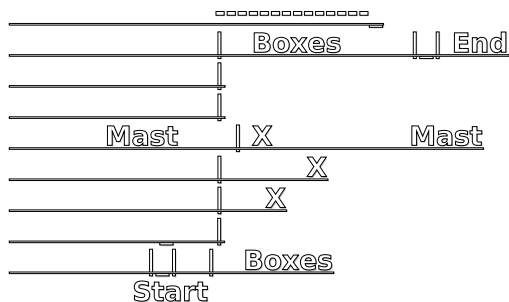 Boxes End
Mast X Mast
X
X
Boxes
Start